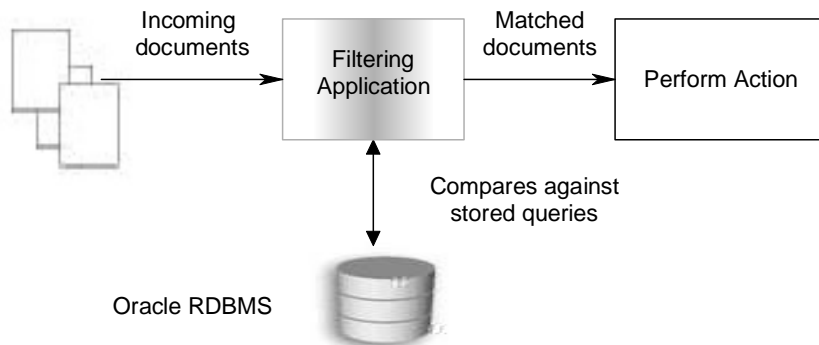 Incoming
documents
Filtering
Application
Matched
documents
Perform Action
Compares against
stored queries
Oracle RDBMS